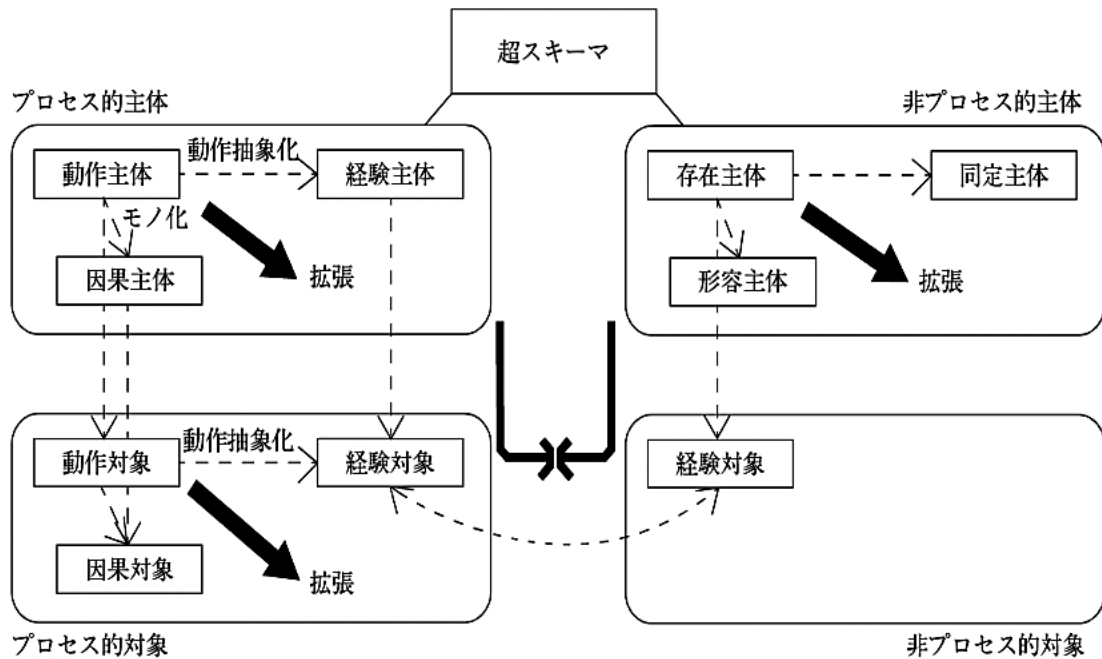 超スキーマ
プロセス的主体
非プロセス的主体
動作抽象化
動作主体
経験主体
存在主体
同定主体
モノ化
因果主体
拡張
形容主体
拡張
動作抽象化
動作対象
経験対象
経験対象
因果対象
拡張
プロセス的対象
非プロセス的対象